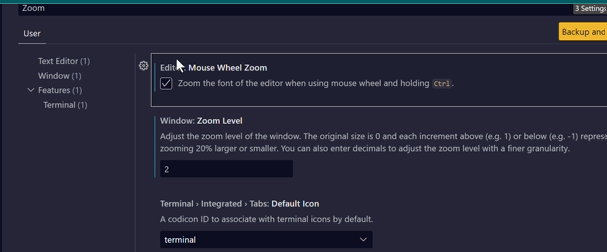 Zoom
3 Settings
User
Backup and
Text Editor (1)
Window (1)
Features (1)
Terminal (1)
Mouse Wheel Zoom
Zoom the font of the editor when using mouse wheel and holding Ctrl.
Window: Zoom Level
Adjust the zoom level of the window. The original size is 0 and each increment above (e.g. 1) or below (e.g. -1) repres
zooming 20% larger or smaller. You can also enter decimals to adjust the zoom level with a finer granularity.
2
Terminal › Integrated › Tabs: Default Icon
A codicon ID to associate with terminal icons by default.
terminal